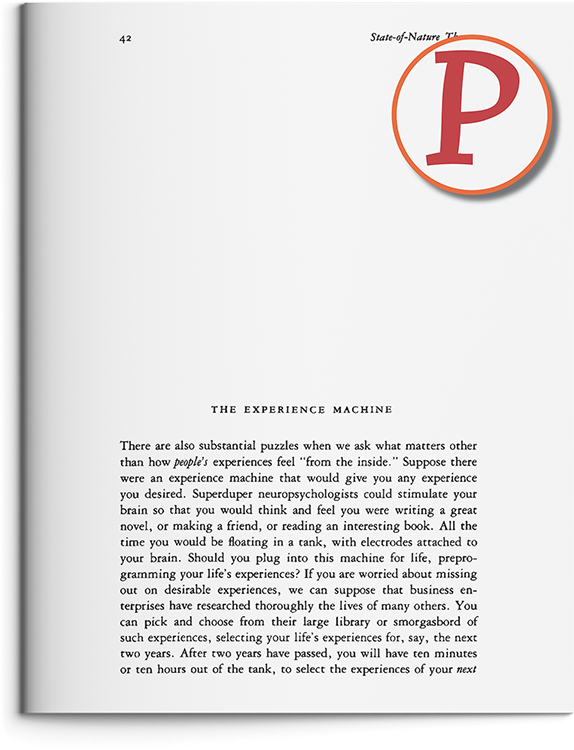 42
State-of-Nature
P
THE EXPERIENCE MACHINE
There are also substantial puzzles when we ask what matters other
than how people's experiences feel "from the inside." Suppose there
were an experience machine that would give you any experience
you desired. Superduper neuropsychologists could stimulate your
brain so that you would think and feel you were writing a great
novel, or making a friend, or reading an interesting book. All the
time you would be floating in a tank, with electrodes attached to
your brain. Should you plug into this machine for life, prepro-
gramming your life's experiences? If you are worried about missing
out on desirable experiences, we can suppose that business en-
terprises have researched thoroughly the lives of many others. You
can pick and choose from their large library or smorgasbord of
such experiences, selecting your life's experiences for, say, the next
two years. After two years have passed, you will have ten minutes
or ten hours out of the tank, to select the experiences of your next